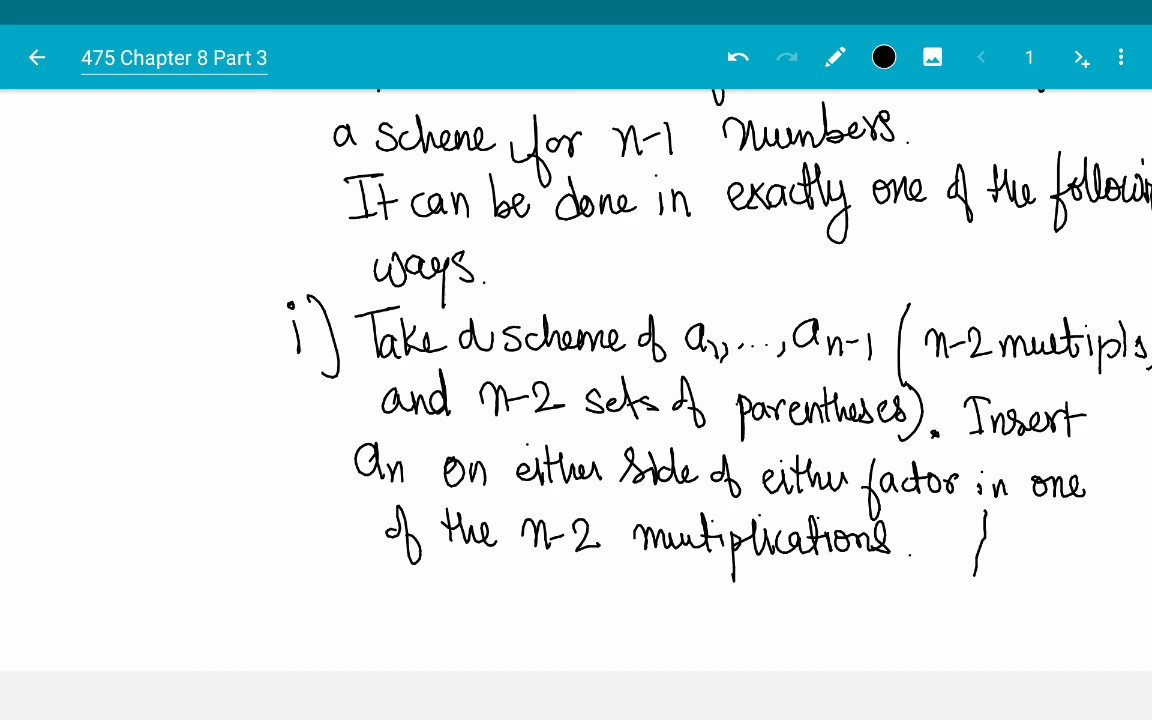 475 Chapter 8 Part 3
1
a scheme for n-1 numbers.
It can be done in exactly one of the followin
ways.
i) Take a scheme of a1, ..., an-1 (n-2 multipls,
and n-2 sets of parentheses). Insert
an on either side of either factor in one
of the n-2 multiplications. (